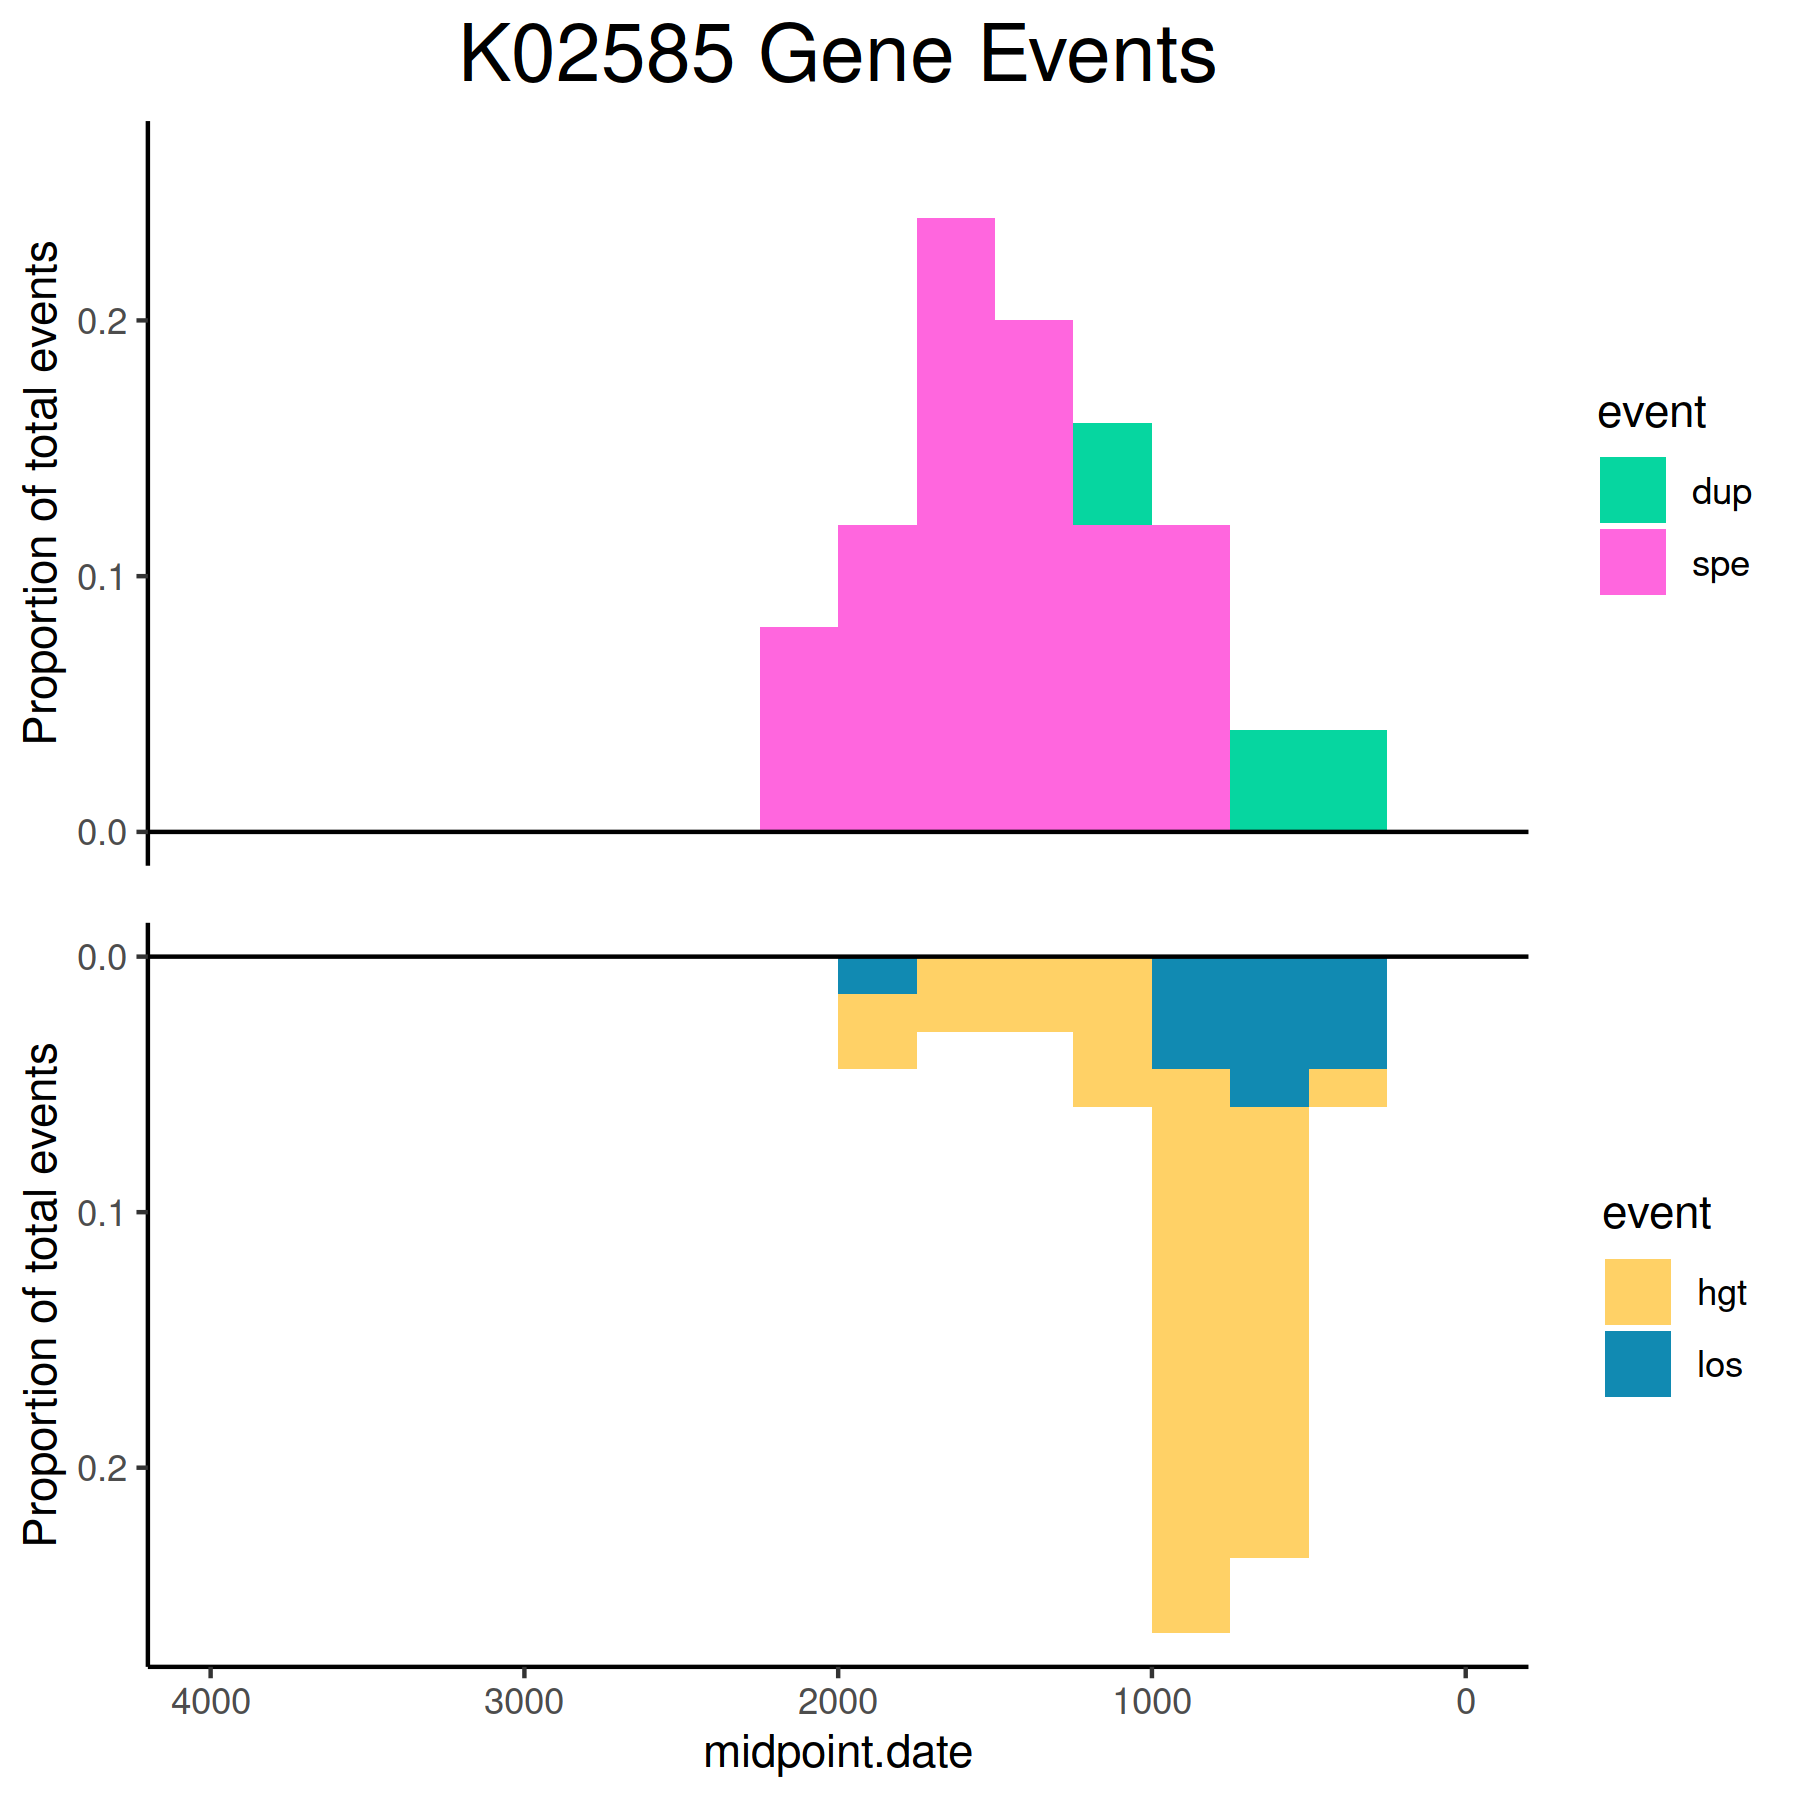 K02585 Gene Events
Proportion of total events
0.2
0.1
0.0
event
dup
spe
Proportion of total events
0.0
0.1
0.2
event
hgt
los
4000 3000 2000 1000 0
midpoint.date